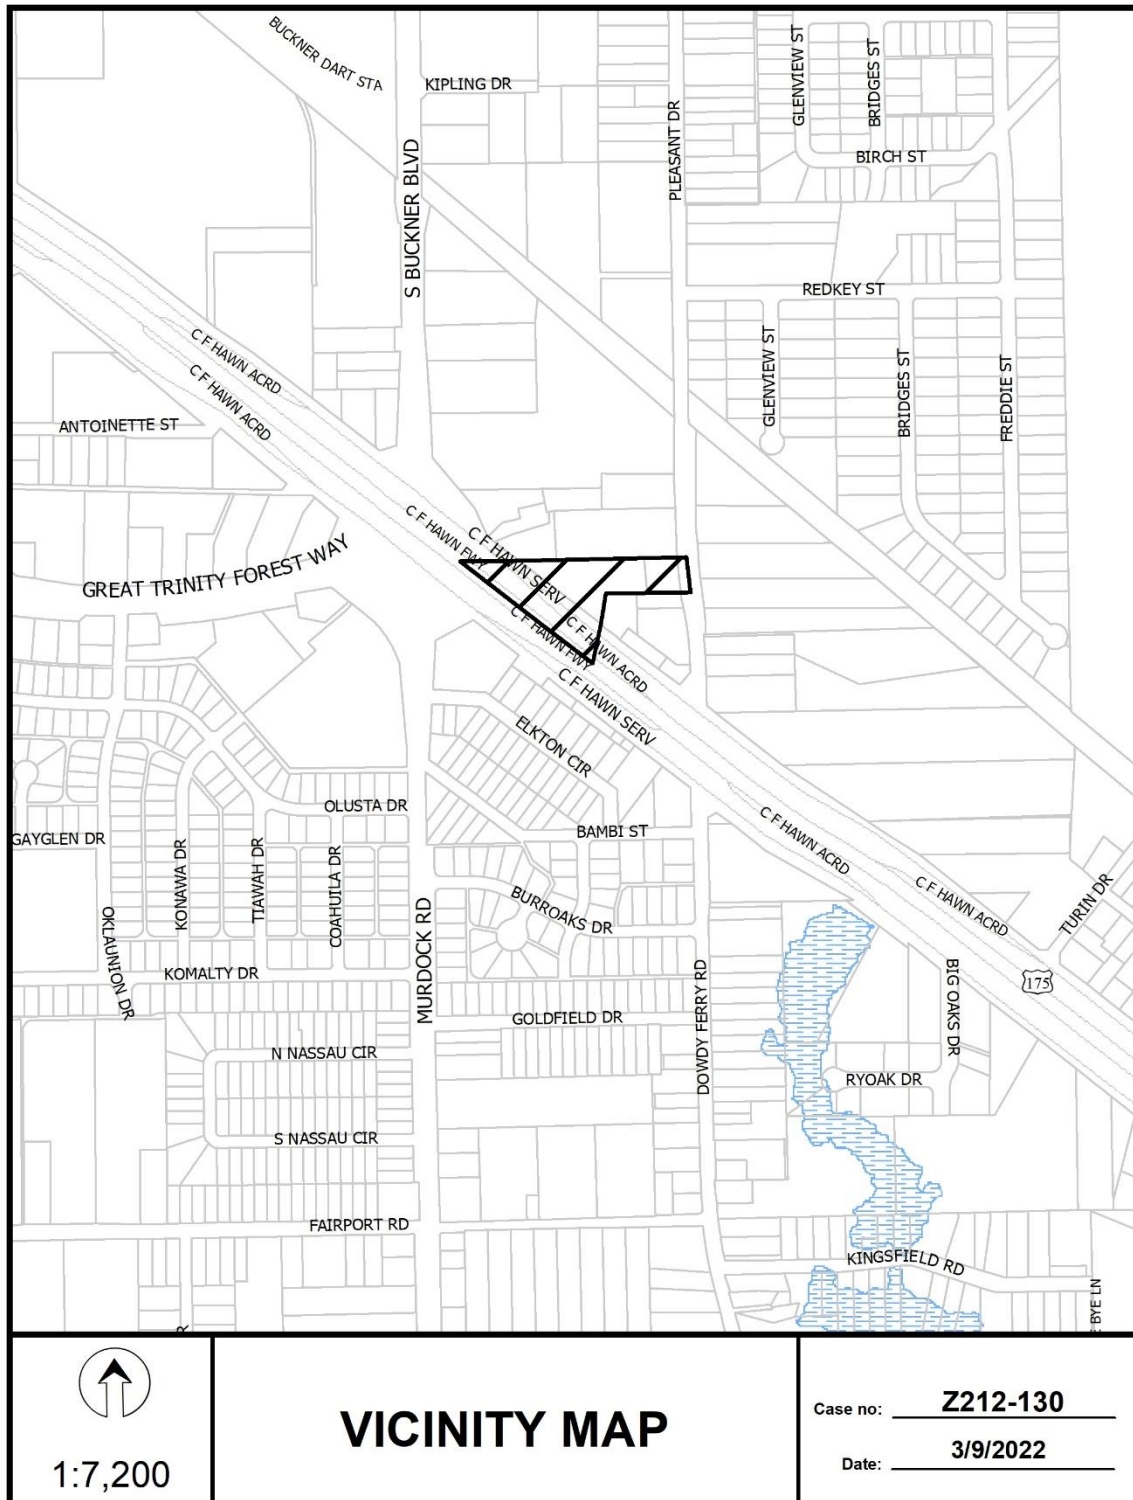 BUCKNER DART STA
KIPLING DR
S BUCKNER BLVD
PLEASANT DR
GLENVIEW ST
BRIDGES ST
BIRCH ST
REDKEY ST
GLENVIEW ST
BRIDGES ST
FREDDIE ST
C F HAWN ACRD
C F HAWN ACRD
ANTOINETTE ST
GREAT TRINITY FOREST WAY
C F HAWN FWY
C F HAWN SERV
C F HAWN FWY
C F HAWN ACRD
C F HAWN SERV
ELKTON CIR
OLUSTA DR
BAMBI ST
C F HAWN ACRD
C F HAWN ACRD
TURIN DR
GAYGLEN DR
KONAWA DR
TIAWAH DR
COAHUILA DR
OKLAUNION DR
BURROAKS DR
MURDOCK RD
KOMALTY DR
GOLDFIELD DR
DOWDY FERRY RD
BIG OAKS DR
175
N NASSAU CIR
RYOAK DR
S NASSAU CIR
FAIRPORT RD
KINGSFIELD RD
BYE LN
1:7,200
VICINITY MAP
Case no: Z212-130
Date: 3/9/2022